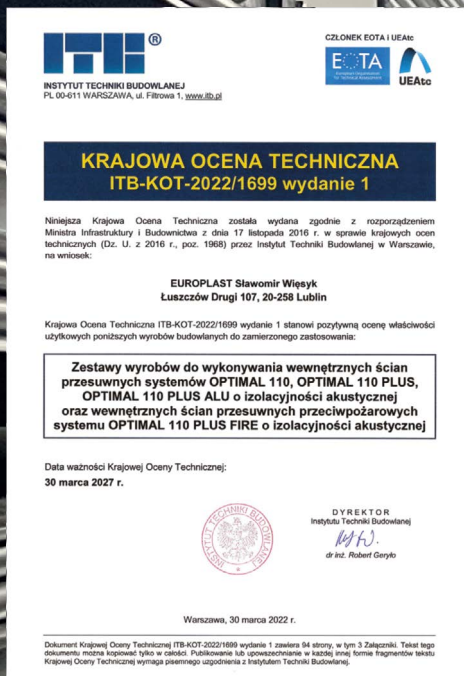 ITB®
CZŁONEK EOTA i UEAtc
EOTA
UEAtc
INSTYTUT TECHNIKI BUDOWLANEJ
PL 00-611 WARSZAWA, ul. Filtrowa 1, www.itb.pl
KRAJOWA OCENA TECHNICZNA
ITB-KOT-2022/1699 wydanie 1
Niniejsza Krajowa Ocena Techniczna została wydana zgodnie z rozporządzeniem
Ministra Infrastruktury i Budownictwa z dnia 17 listopada 2016 r. w sprawie krajowych ocen
technicznych (Dz. U. z 2016 r., poz. 1968) przez Instytut Techniki Budowlanej w Warszawie,
na wniosek:
EUROPLAST Sławomir Więsyk
Łuszczów Drugi 107, 20-258 Lublin
Krajowa Ocena Techniczna ITB-KOT-2022/1699 wydanie 1 stanowi pozytywną ocenę właściwości
użytkowych poniższych wyrobów budowlanych do zamierzonego zastosowania:
Zestawy wyrobów do wykonywania wewnętrznych ścian
przesuwnych systemów OPTIMAL 110, OPTIMAL 110 PLUS,
OPTIMAL 110 PLUS ALU o izolacyjności akustycznej
oraz wewnętrznych ścian przesuwnych przeciwpożarowych
systemu OPTIMAL 110 PLUS FIRE o izolacyjności akustycznej
Data ważności Krajowej Oceny Technicznej:
30 marca 2027 r.
INSTYTUT TECHNIKI BUDOWLANEJ
DYREKTOR
Instytutu Techniki Budowlanej
dr inż. Robert Geryło
Warszawa, 30 marca 2022 r.
Dokument Krajowej Oceny Technicznej ITB-KOT-2022/1699 wydanie 1 zawiera 94 strony, w tym 3 Załączniki. Tekst tego
dokumentu można kopiować tylko w całości. Publikowanie lub upowszechnianie w każdej innej formie fragmentów tekstu
Krajowej Oceny Technicznej wymaga pisemnego uzgodnienia z Instytutem Techniki Budowlanej.